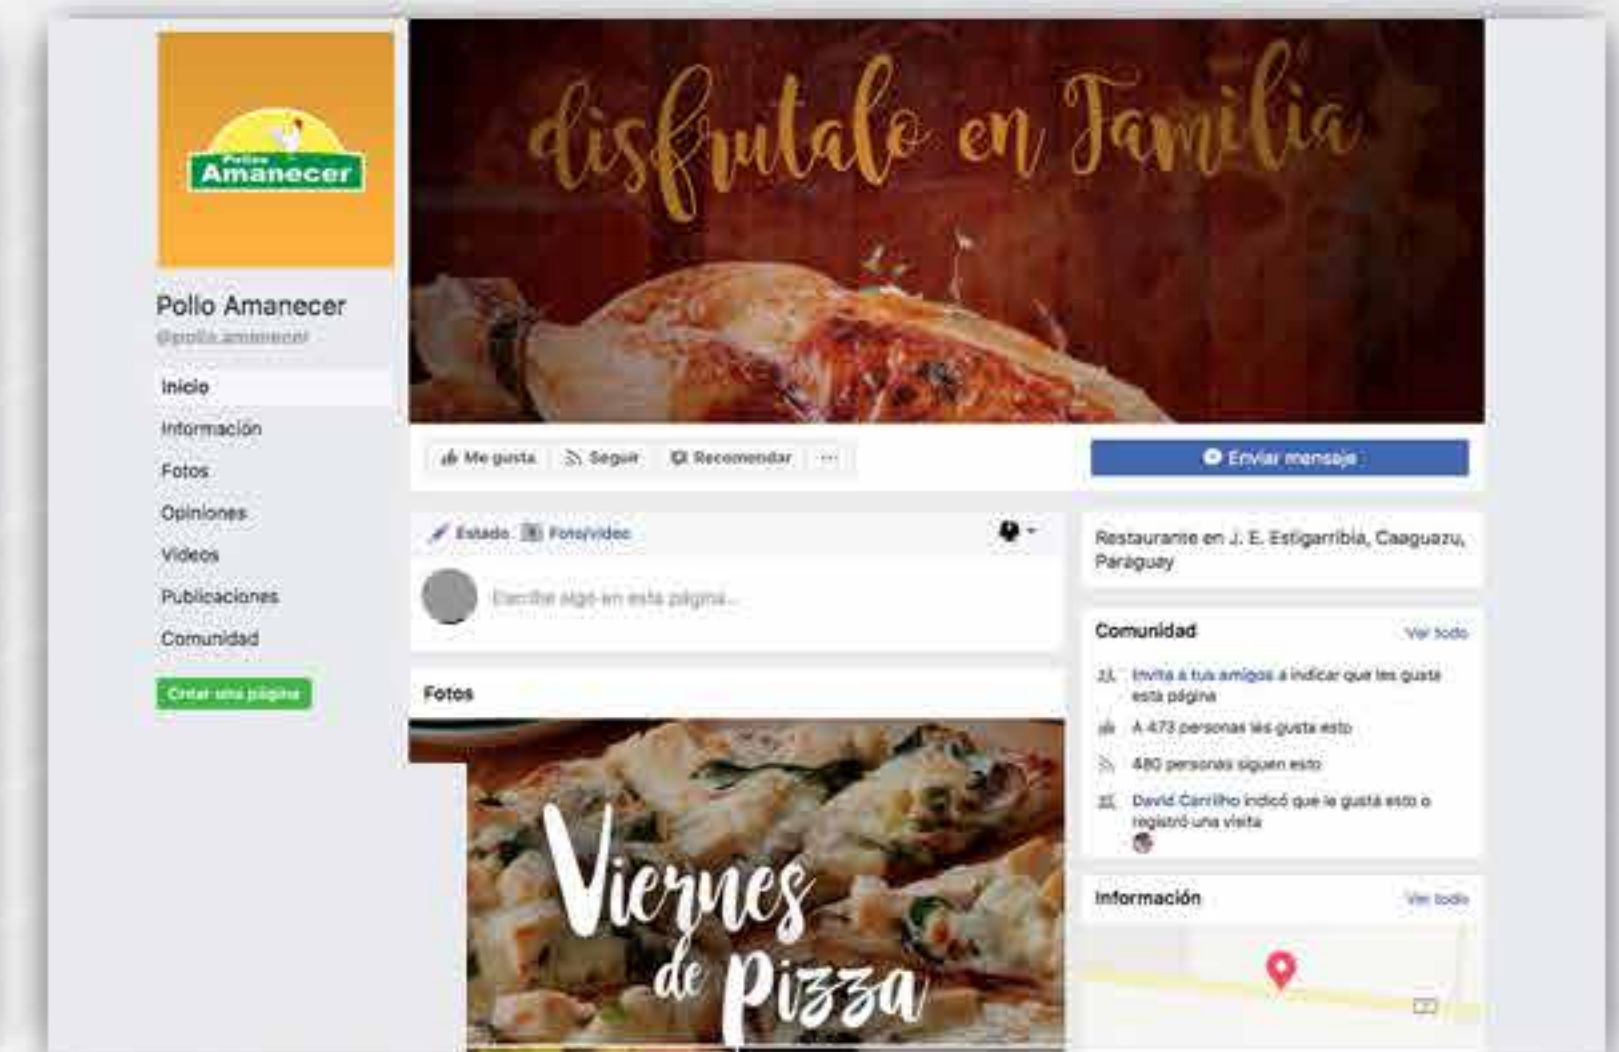 Pollo
Amanecer
disfrutalo en Familia
Pollo Amanecer
@pollo.amanecer
Inicio
Información
Fotos
Opiniones
Videos
Publicaciones
Comunidad
Crear una página
Me gusta
Seguir
Recomendar
...
Enviar mensaje
Estado
Foto/video
Escribe algo en esta página...
Fotos
Viernes
de Pizza
Restaurante en J. E. Estigarribia, Caaguazu,
Paraguay
Comunidad
Ver todo
Invita a tus amigos a indicar que les gusta
esta página
A 473 personas les gusta esto
480 personas siguen esto
David Carrilho indicó que le gusta esto o
registró una visita
Información
Ver todo